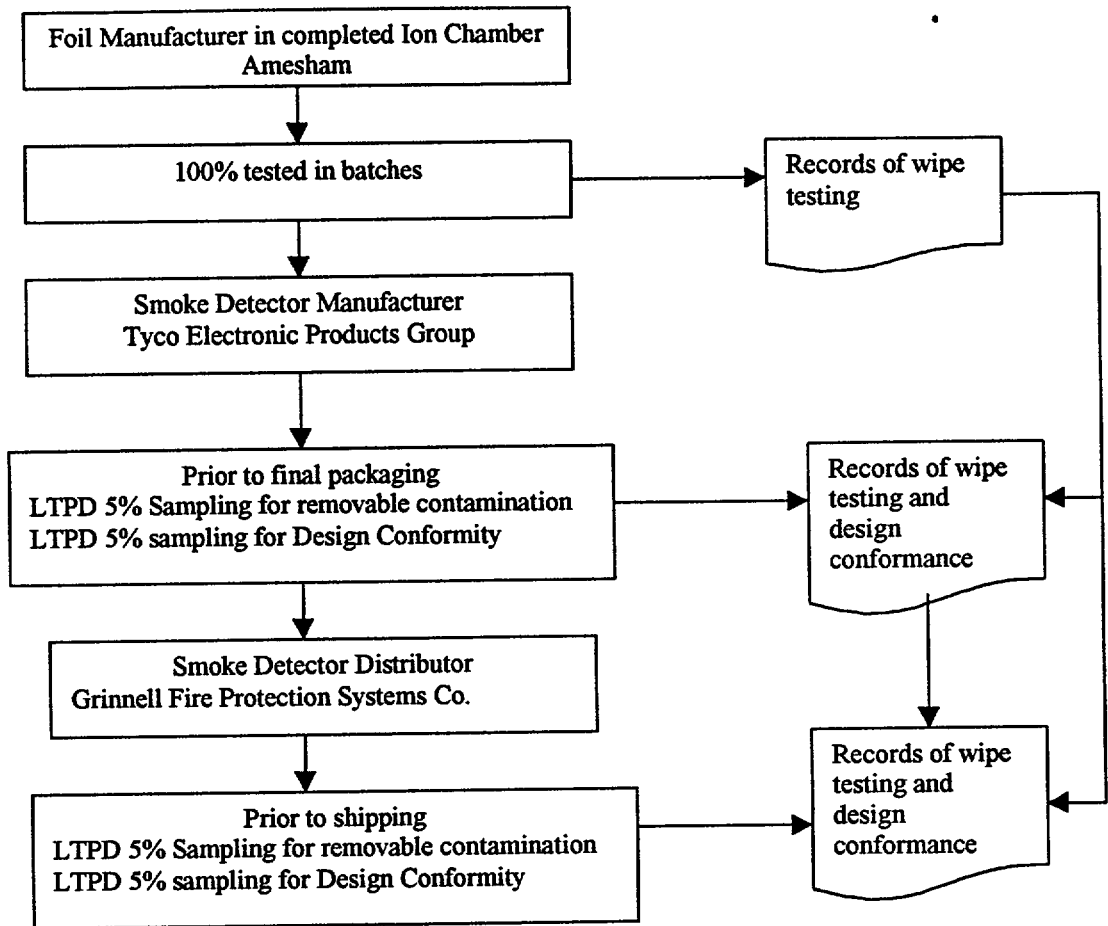 Foil Manufacturer in completed Ion Chamber
Amesham
100% tested in batches
Records of wipe
testing
Smoke Detector Manufacturer
Tyco Electronic Products Group
Prior to final packaging
LTPD 5% Sampling for removable contamination
LTPD 5% sampling for Design Conformity
Records of wipe
testing and
design
conformance
Smoke Detector Distributor
Grinnell Fire Protection Systems Co.
Prior to shipping
LTPD 5% Sampling for removable contamination
LTPD 5% sampling for Design Conformity
Records of wipe
testing and
design
conformance